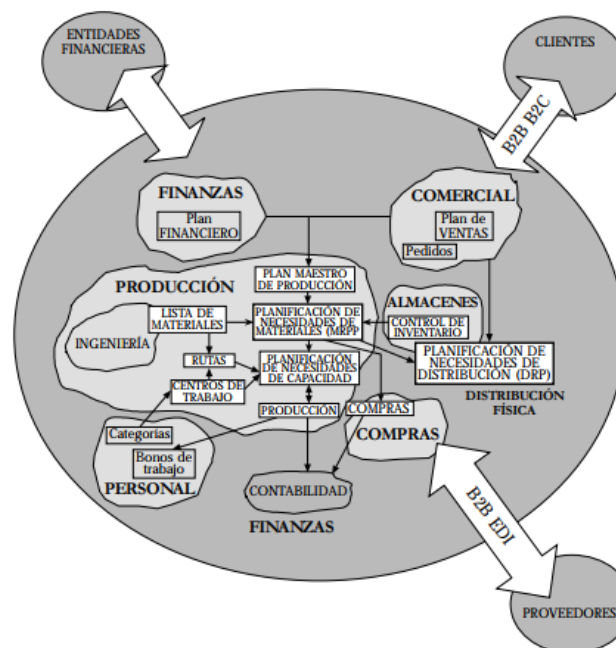 ENTIDADES
FINANCIERAS
CLIENTES
B2B B2C
FINANZAS
Plan
FINANCIERO
COMERCIAL
Plan de
VENTAS
Pedidos
PLAN MAESTRO
DE PRODUCCIÓN
PRODUCCIÓN
LISTA DE
MATERIALES
INGENIERÍA
PLANIFICACIÓN DE
NECESIDADES DE
MATERIALES (MRPP
ALMACENES
CONTROL DE
INVENTARIO
RUTAS
PLANIFICACIÓN
DE NECESIDADES
DE CAPACIDAD
PLANIFICACIÓN DE
NECESIDADES DE
DISTRIBUCIÓN (DRP)
DISTRIBUCIÓN
FÍSICA
CENTROS DE
TRABAJO
PRODUCCIÓN
COMPRAS
COMPRAS
Categorías
Bonos de
trabajo
PERSONAL
CONTABILIDAD
FINANZAS
B2B EDI
PROVEEDORES